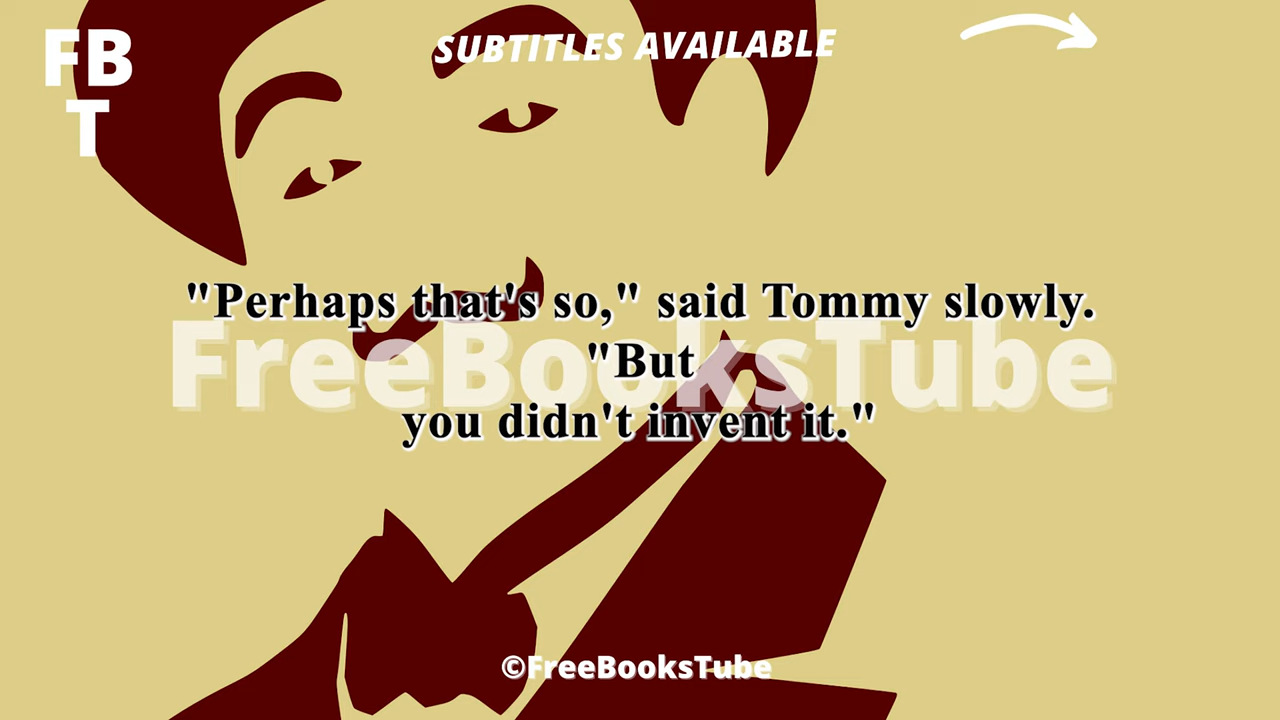 FB
T
SUBTITLES AVAILABLE
"Perhaps that's so," said Tommy slowly.
"But
you didn't invent it."
FreeBooksTube
©FreeBooksTube